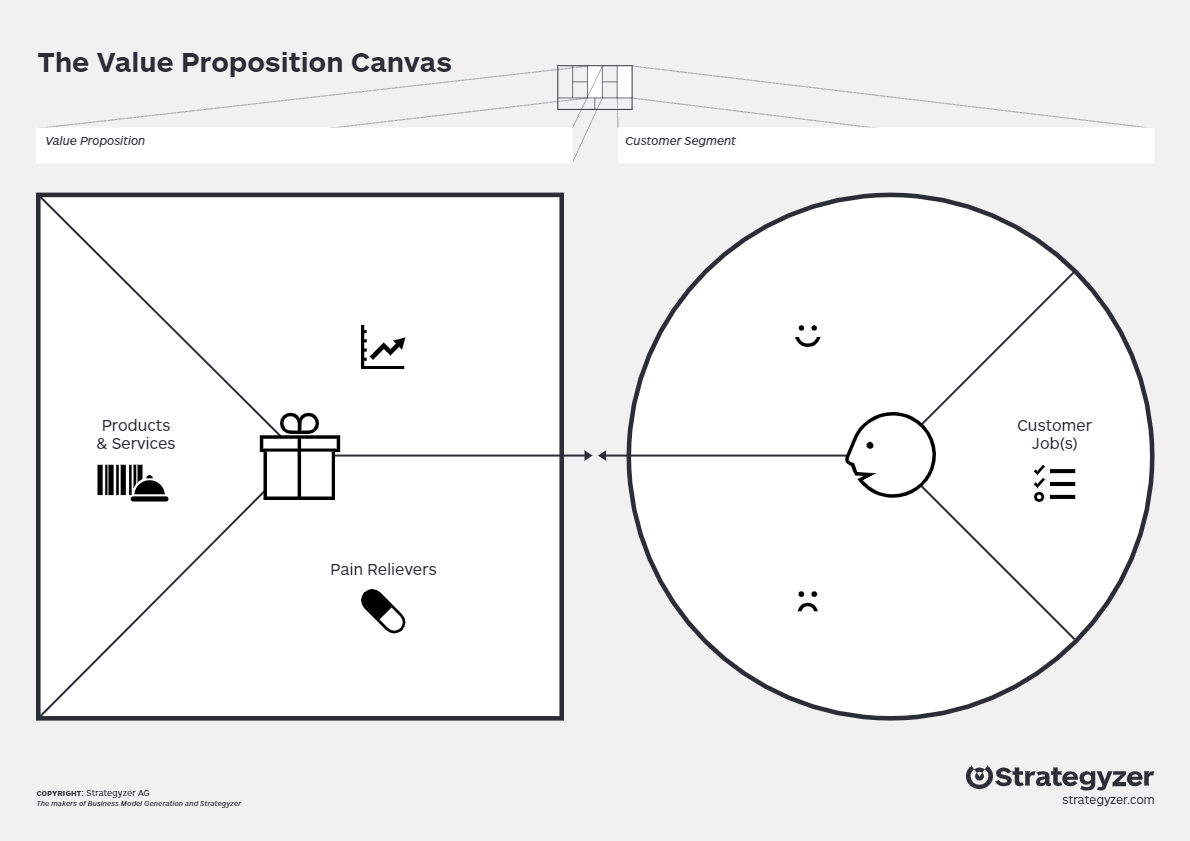 The Value Proposition Canvas
Value Proposition
Customer Segment
Products
& Services
Customer
Job(s)
Pain Relievers
Strategyzer
strategyzer.com
COPYRIGHT: Strategyzer AG
The makers of Business Model Generation and Strategyzer